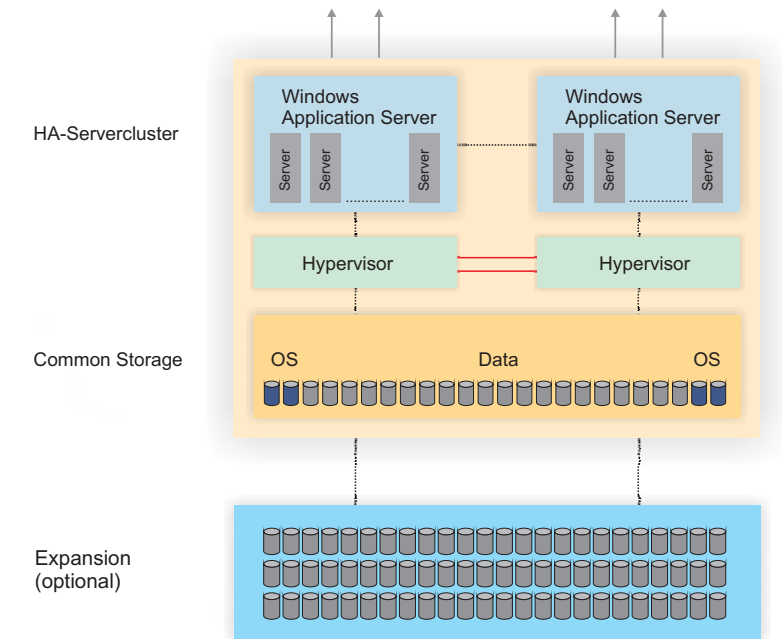 HA-Servercluster
Windows
Application Server
Server
Server
Server
Windows
Application Server
Server
Server
Server
Hypervisor
Hypervisor
Common Storage
OS
Data
OS
Expansion
(optional)